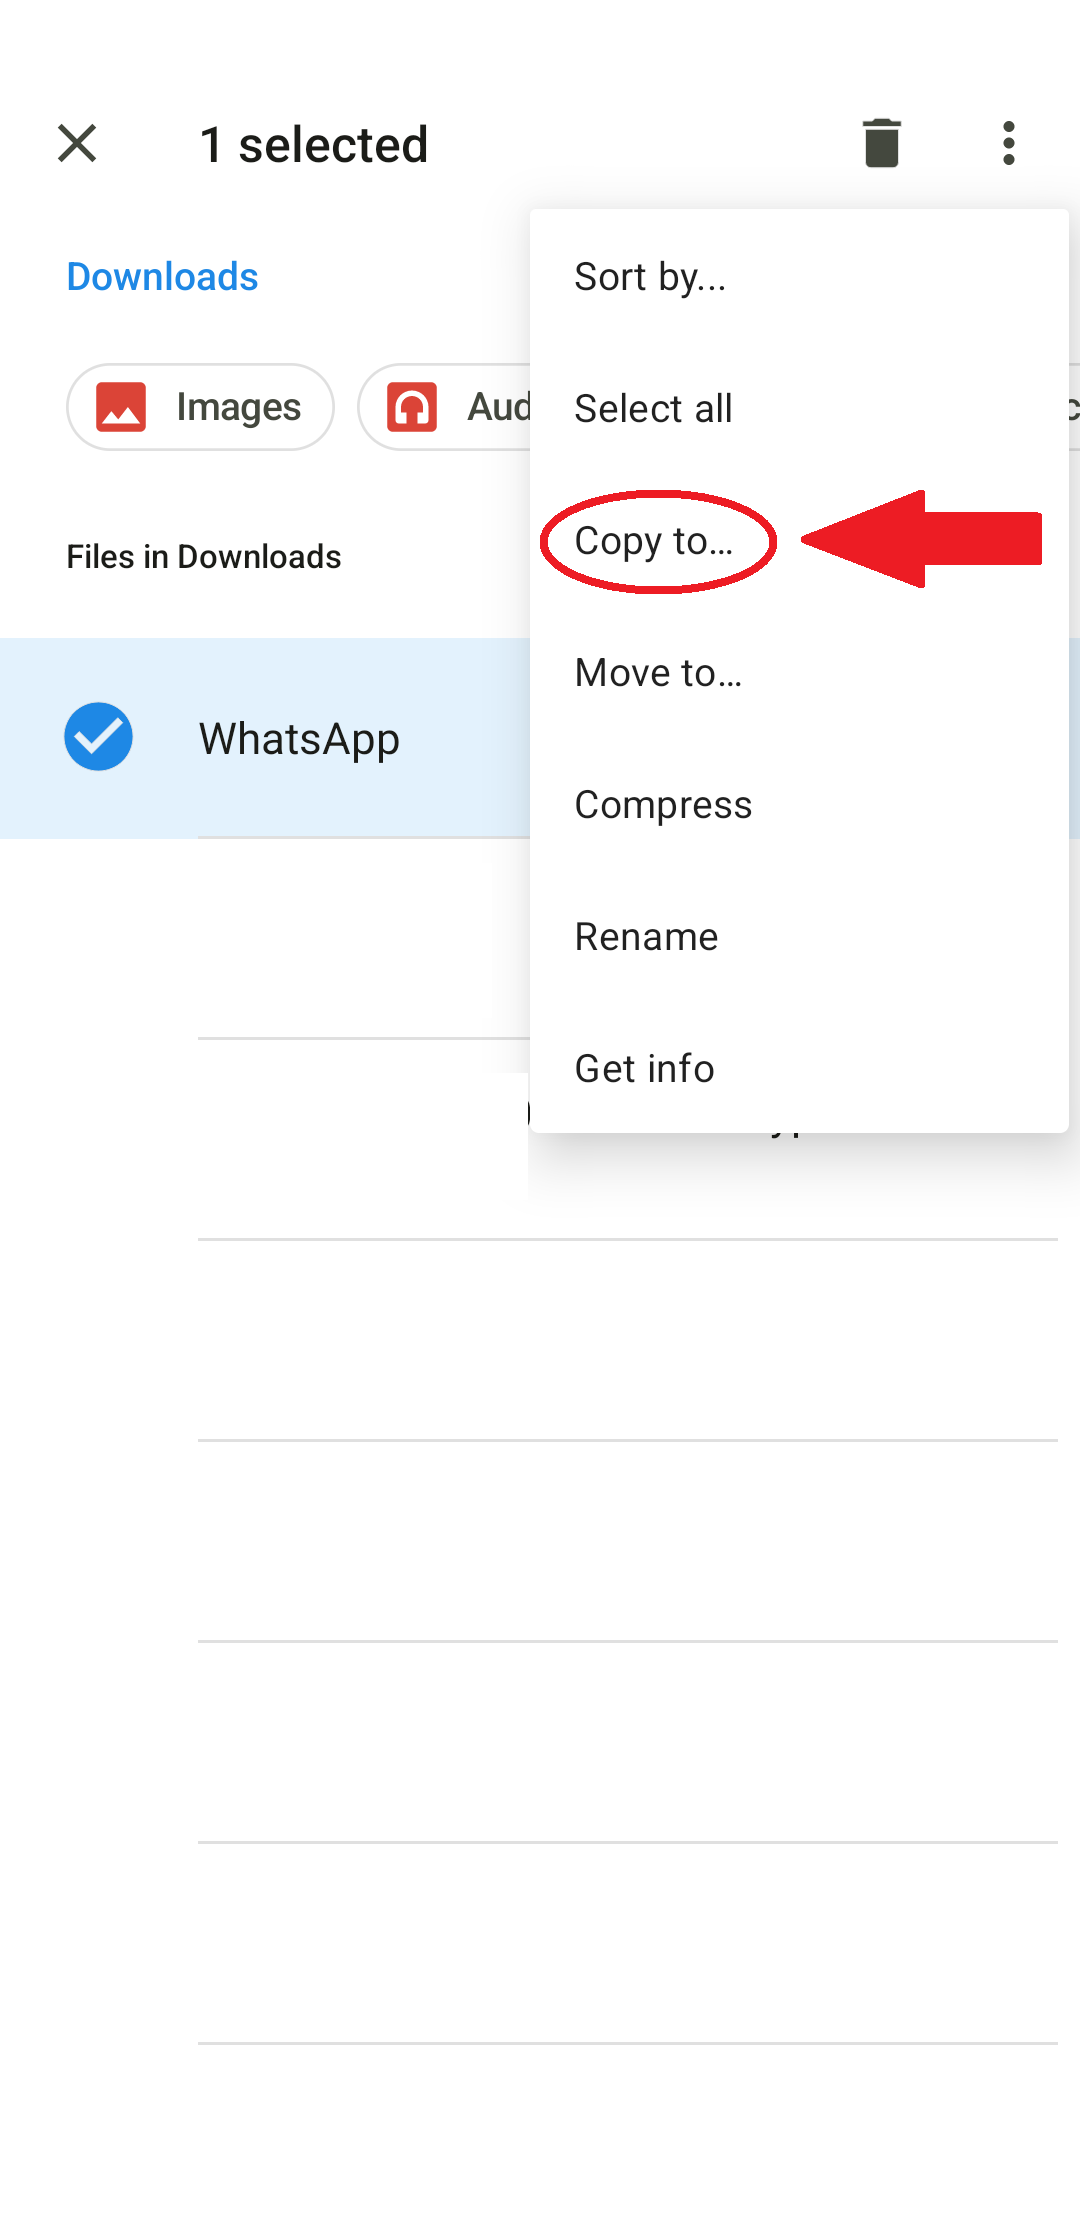 1 selected
Downloads
Images
Files in Downloads
WhatsApp
Sort by...
Select all
Copy to...
Move to...
Compress
Rename
Get info